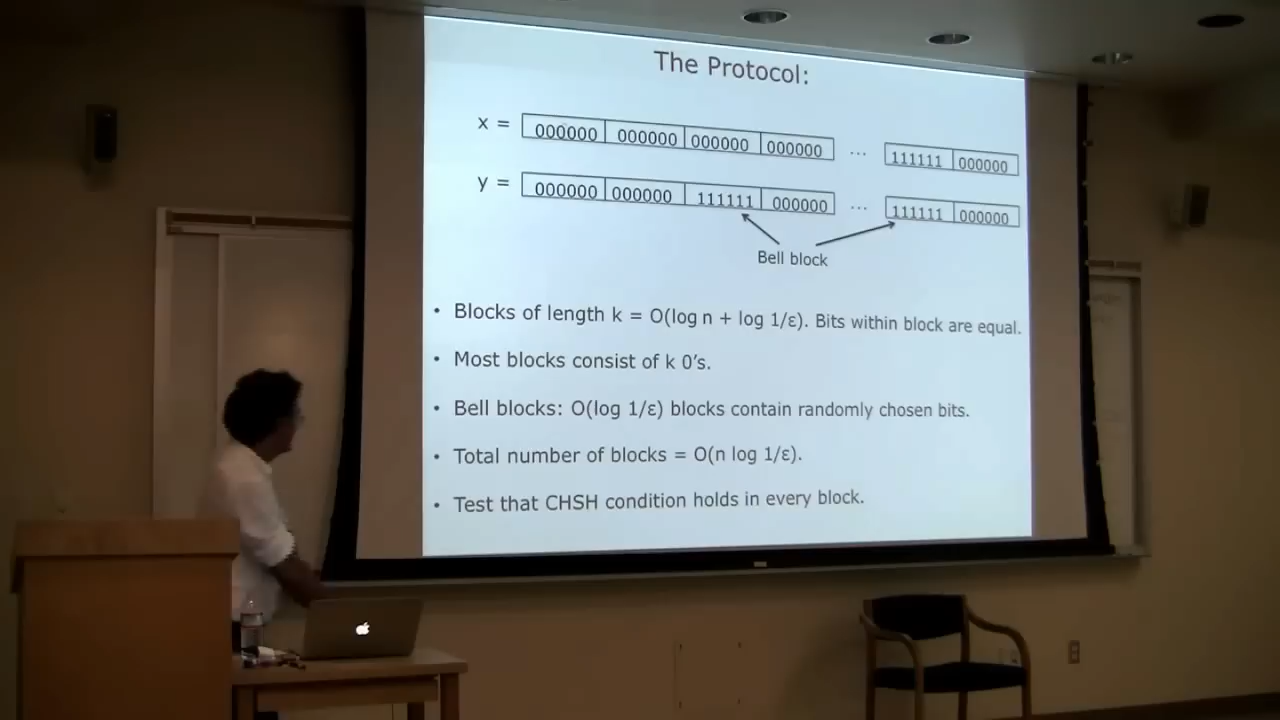 The Protocol:
x = 000000 000000 000000 000000 ... 111111 000000
y = 000000 000000 111111 000000 ... 111111 000000
Bell block
• Blocks of length k = O(log n + log 1/ε). Bits within block are equal.
• Most blocks consist of k 0's.
• Bell blocks: O(log 1/ε) blocks contain randomly chosen bits.
• Total number of blocks = O(n log 1/ε).
• Test that CHSH condition holds in every block.